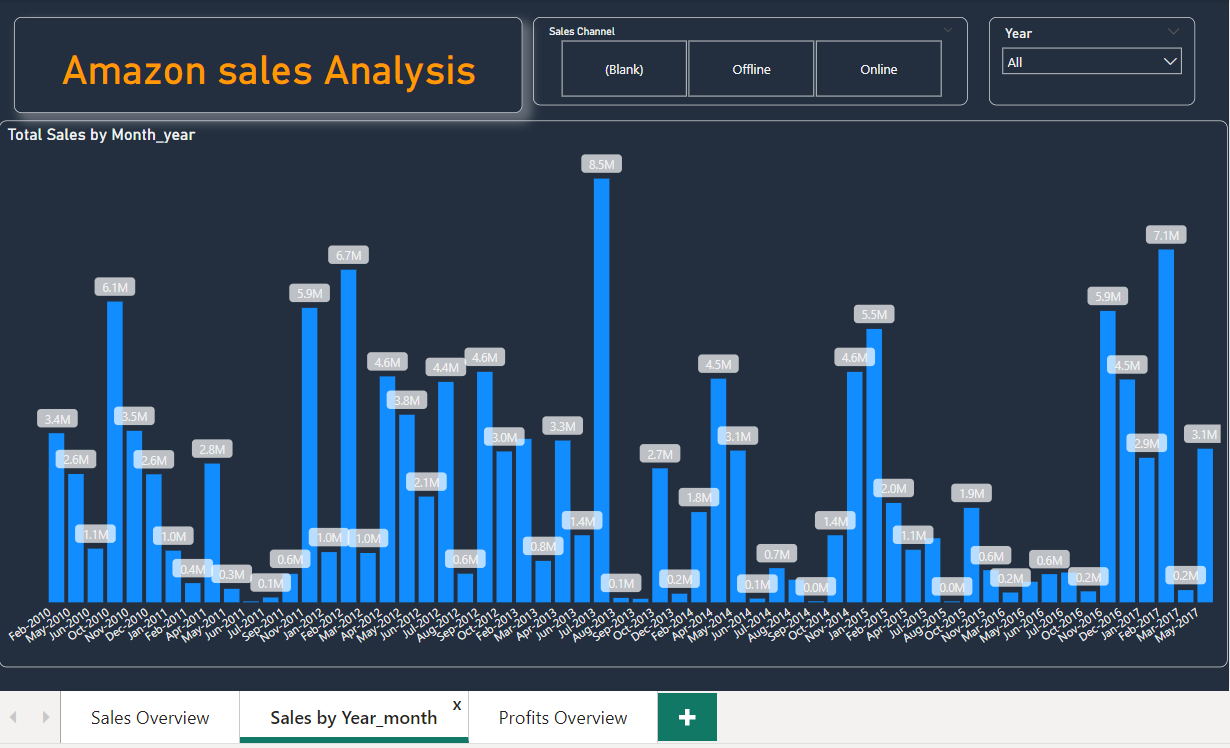 Amazon sales Analysis
Sales Channel
(Blank)
Offline
Online
Year
All
Total Sales by Month_year
3.4M
2.6M
1.1M
6.1M
3.5M
2.6M
1.0M
0.4M
2.8M
0.3M
0.1M
0.6M
5.9M
1.0M
6.7M
1.0M
4.6M
3.8M
2.1M
4.4M
0.6M
4.6M
3.0M
0.8M
3.3M
1.4M
8.5M
0.1M
2.7M
0.2M
1.8M
4.5M
3.1M
0.1M
0.7M
0.0M
1.4M
4.6M
5.5M
2.0M
1.1M
0.0M
1.9M
0.6M
0.2M
0.6M
0.2M
5.9M
4.5M
2.9M
7.1M
0.2M
3.1M
Feb-2010
May-2010
Jun-2010
Oct-2010
Nov-2010
Dec-2010
Jan-2011
Feb-2011
Apr-2011
May-2011
Jun-2011
Jul-2011
Sep-2011
Nov-2011
Jan-2012
Feb-2012
Mar-2012
Apr-2012
May-2012
Jun-2012
Jul-2012
Aug-2012
Sep-2012
Oct-2012
Feb-2013
Mar-2013
Apr-2013
Jun-2013
Jul-2013
Aug-2013
Sep-2013
Oct-2013
Dec-2013
Feb-2014
Apr-2014
May-2014
Jun-2014
Jul-2014
Aug-2014
Sep-2014
Oct-2014
Nov-2014
Jan-2015
Feb-2015
Apr-2015
Jul-2015
Aug-2015
Oct-2015
Nov-2015
Mar-2016
May-2016
Jun-2016
Jul-2016
Oct-2016
Nov-2016
Dec-2016
Jan-2017
Feb-2017
Mar-2017
May-2017
Sales Overview
Sales by Year_month
x
Profits Overview
+